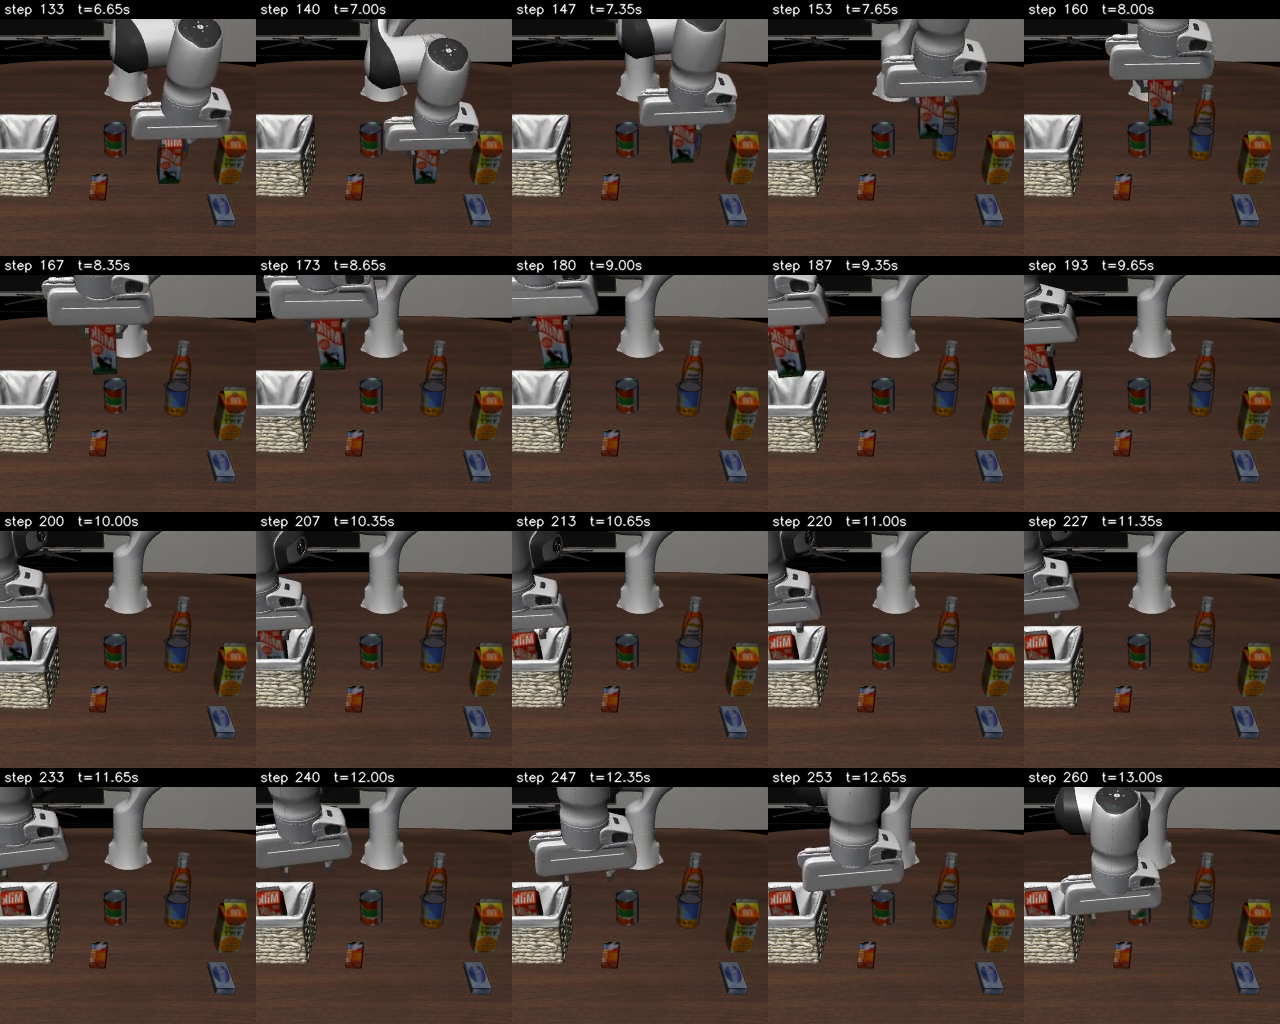 step 133 t=6.65s
step 140 t=7.00s
step 147 t=7.35s
step 153 t=7.65s
step 160 t=8.00s
step 167 t=8.35s
step 173 t=8.65s
step 180 t=9.00s
step 187 t=9.35s
step 193 t=9.65s
step 200 t=10.00s
step 207 t=10.35s
step 213 t=10.65s
step 220 t=11.00s
step 227 t=11.35s
step 233 t=11.65s
step 240 t=12.00s
step 247 t=12.35s
step 253 t=12.65s
step 260 t=13.00s